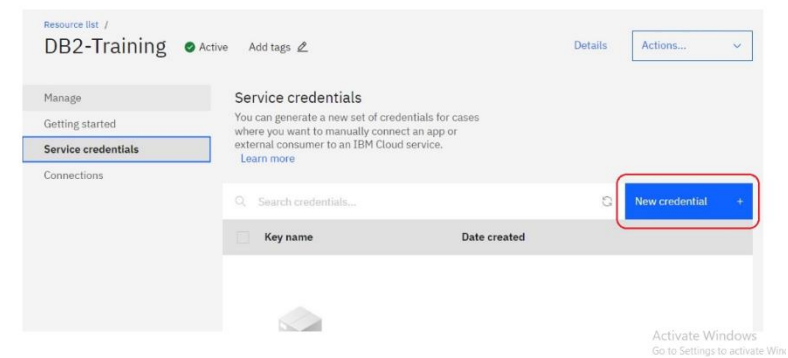 Resource list /
DB2-Training Active Add tags Details Actions...
Manage
Getting started
Service credentials
Connections
Service credentials
You can generate a new set of credentials for cases
where you want to manually connect an app or
external consumer to an IBM Cloud service.
Learn more
Search credentials... New credential +
Key name Date created
Activate Windows
Go to Settings to activate Win